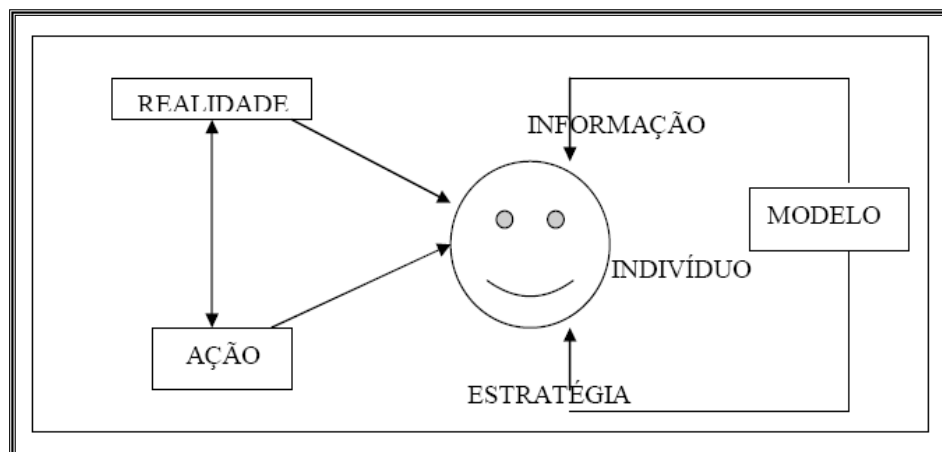 REALIDADE
INFORMAÇÃO
MODELO
INDIVÍDUO
AÇÃO
ESTRATÉGIA